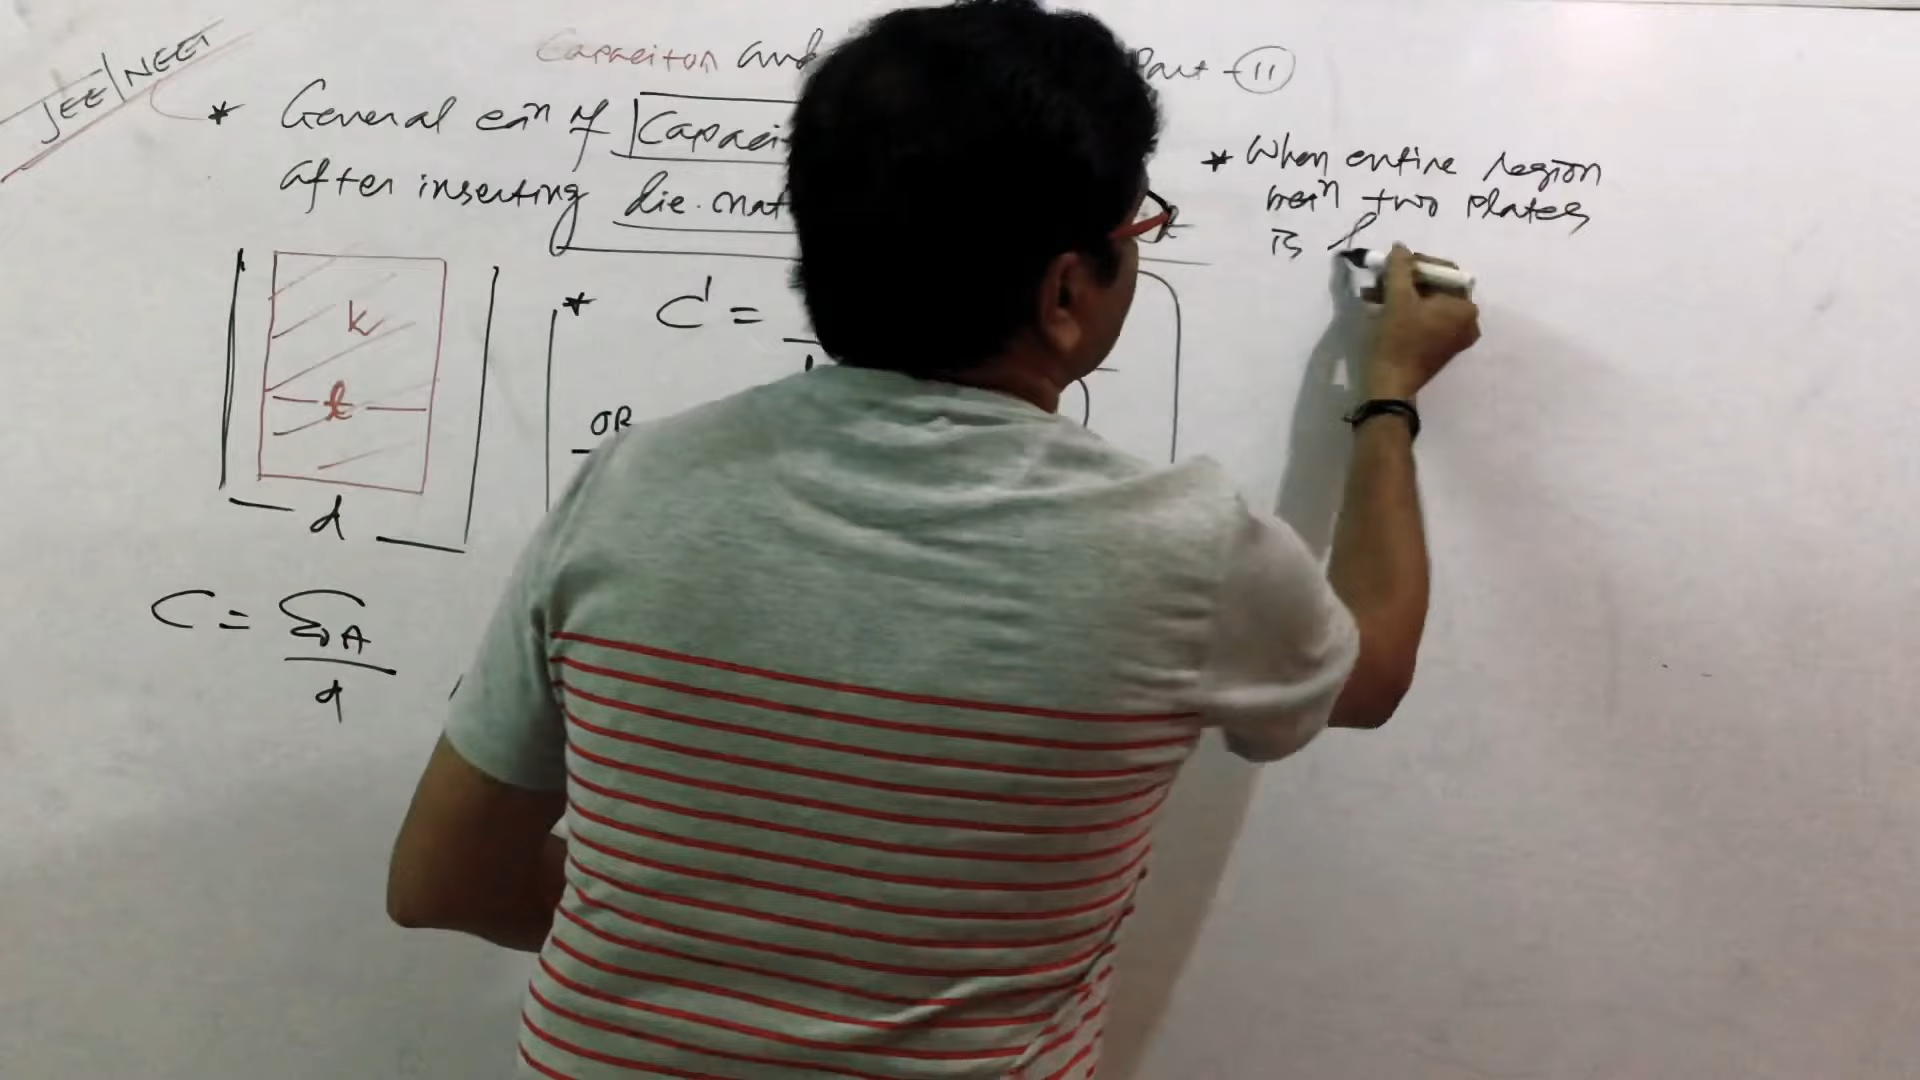 JEE/NEET
Capacitor and
Part - 11
* General eqn of Capaci
after inserting die. mat
* When entire region
betn two plates
is
k
t
d
* C' =
OR
C = ε0A
d